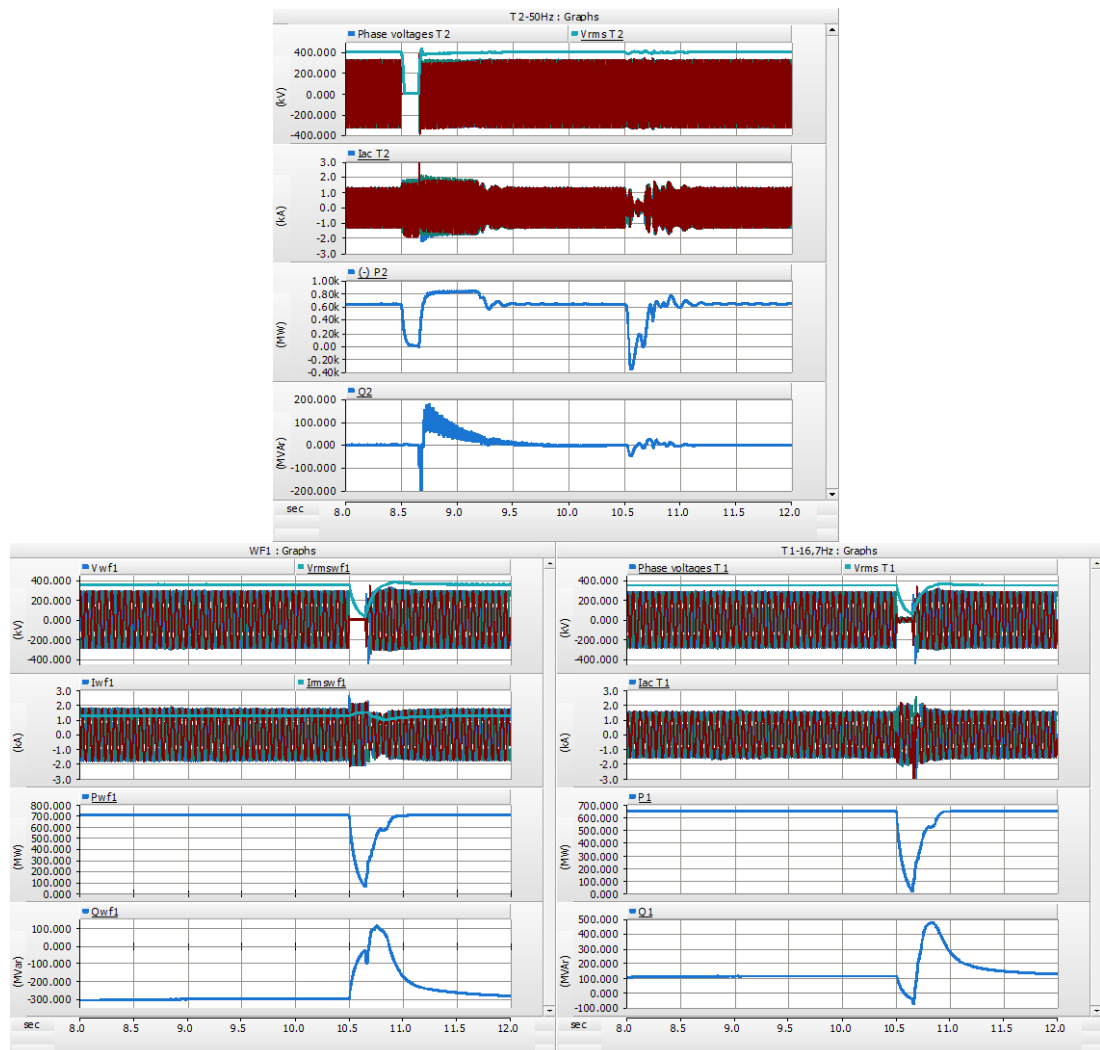 T2-50Hz : Graphs
Phase voltages T2 Vrms T2
400.000
200.000
0.000
-200.000
-400.000
(kV)
Iac T2
3.0
2.0
1.0
0.0
-1.0
-2.0
-3.0
(kA)
(-) P2
1.00k
0.80k
0.60k
0.40k
0.20k
0.00
-0.20k
-0.40k
(MW)
Q2
200.000
100.000
0.000
-100.000
-200.000
(MVAr)
sec 8.0 8.5 9.0 9.5 10.0 10.5 11.0 11.5 12.0
WF1 : Graphs
Vwf1 Vrmswf1
400.000
200.000
0.000
-200.000
-400.000
(kV)
Iwf1 Irmswf1
3.0
2.0
1.0
0.0
-1.0
-2.0
-3.0
(kA)
Pwf1
800.000
700.000
600.000
500.000
400.000
300.000
200.000
100.000
0.000
(MW)
Qwf1
100.000
0.000
-100.000
-200.000
-300.000
(MVar)
sec 8.0 8.5 9.0 9.5 10.0 10.5 11.0 11.5 12.0
T1-16,7Hz : Graphs
Phase voltages T1 Vrms T1
400.000
200.000
0.000
-200.000
-400.000
(kV)
Iac T1
3.0
2.0
1.0
0.0
-1.0
-2.0
-3.0
(kA)
P1
700.000
600.000
500.000
400.000
300.000
200.000
100.000
0.000
(MW)
Q1
500.000
400.000
300.000
200.000
100.000
0.000
-100.000
(MVAr)
sec 8.0 8.5 9.0 9.5 10.0 10.5 11.0 11.5 12.0